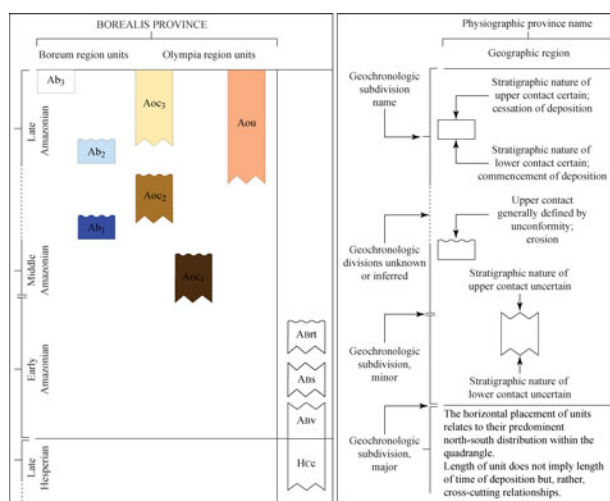 BOREALIS PROVINCE
Boreum region units
Olympia region units
Ab3
Aoc3
Aou
Ab2
Aoc2
Ab1
Aoc1
ABrt
ABs
ABv
HCc
Late
Amazonian
Middle
Amazonian
Early
Amazonian
Late
Hesperian
Physiographic province name
Geographic region
Geochronologic
subdivision
name
Stratigraphic nature of
upper contact certain;
cessation of deposition
Stratigraphic nature of
lower contact certain;
commencement of deposition
Upper contact
generally defined by
unconformity;
erosion
Geochronologic
divisions unknown
or inferred
Stratigraphic nature of
upper contact uncertain
Geochronologic
subdivision,
minor
Stratigraphic nature of
lower contact uncertain
Geochronologic
subdivision,
major
The horizontal placement of units
relates to their predominant
north-south distribution within the
quadrangle.
Length of unit does not imply length
of time of deposition but, rather,
cross-cutting relationships.